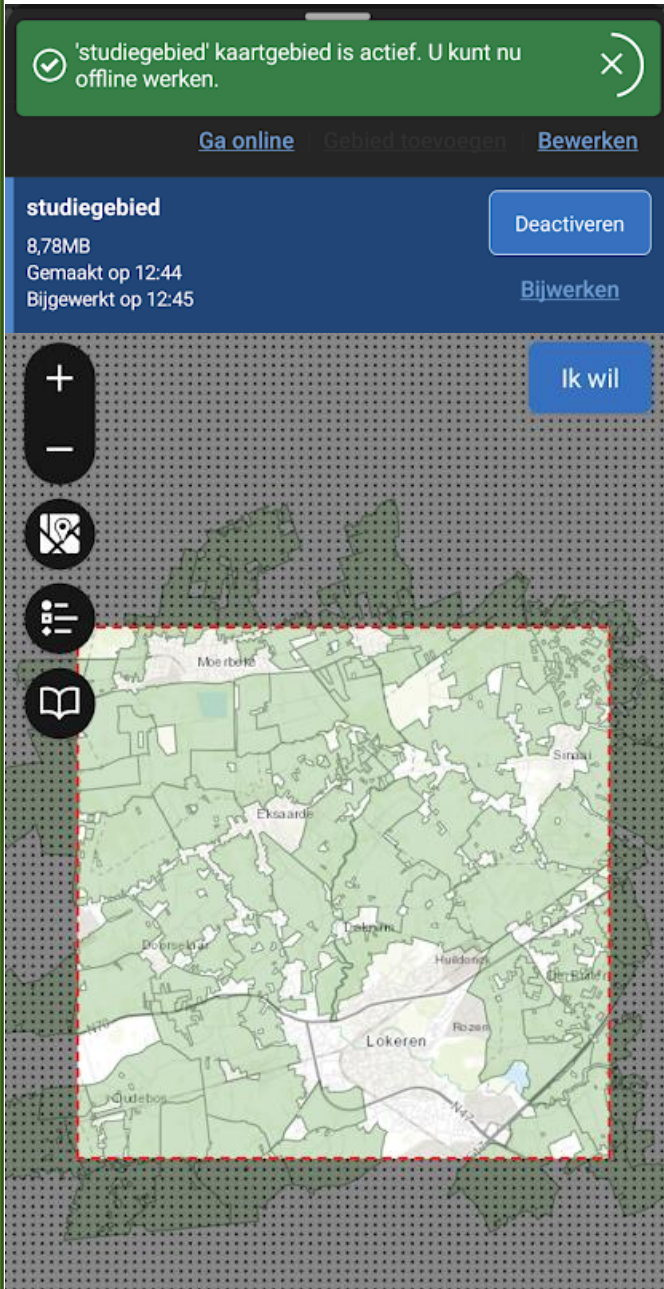 'studiegebied' kaartgebied is actief. U kunt nu
offline werken.
Ga online
Gebied toevoegen
Bewerken
studiegebied
Deactiveren
8,78MB
Gemaakt op 12:44
Bijgewerkt op 12:45
Bijwerken
Ik wil
Moerbeke
Sinaai
Eksaarde
Daknam
Doorselaar
Huildonk
N70
Rozen
Lokeren
Oudebos
N47